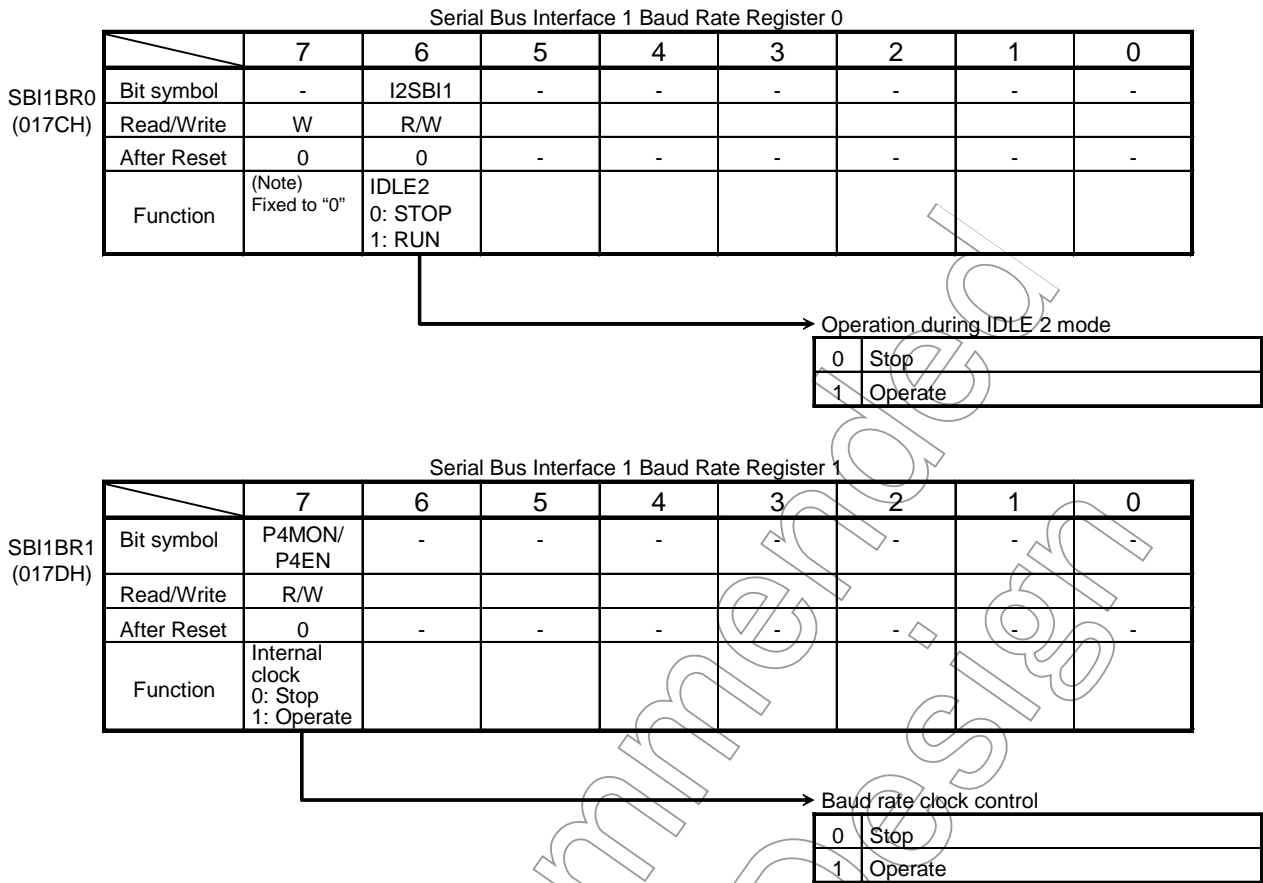 Serial Bus Interface 1 Baud Rate Register 0
7 6 5 4 3 2 1 0
SBI1BR0
(017CH)
Bit symbol - I2SBI1 - - - - - -
Read/Write W R/W
After Reset 0 0 - - - - - -
Function
(Note)
Fixed to “0”
IDLE2
0: STOP
1: RUN
Operation during IDLE 2 mode
0 Stop
1 Operate
Serial Bus Interface 1 Baud Rate Register 1
7 6 5 4 3 2 1 0
SBI1BR1
(017DH)
Bit symbol P4MON/
P4EN
- - - - - - -
Read/Write R/W
After Reset 0 - - - - - - -
Function
Internal
clock
0: Stop
1: Operate
Baud rate clock control
0 Stop
1 Operate